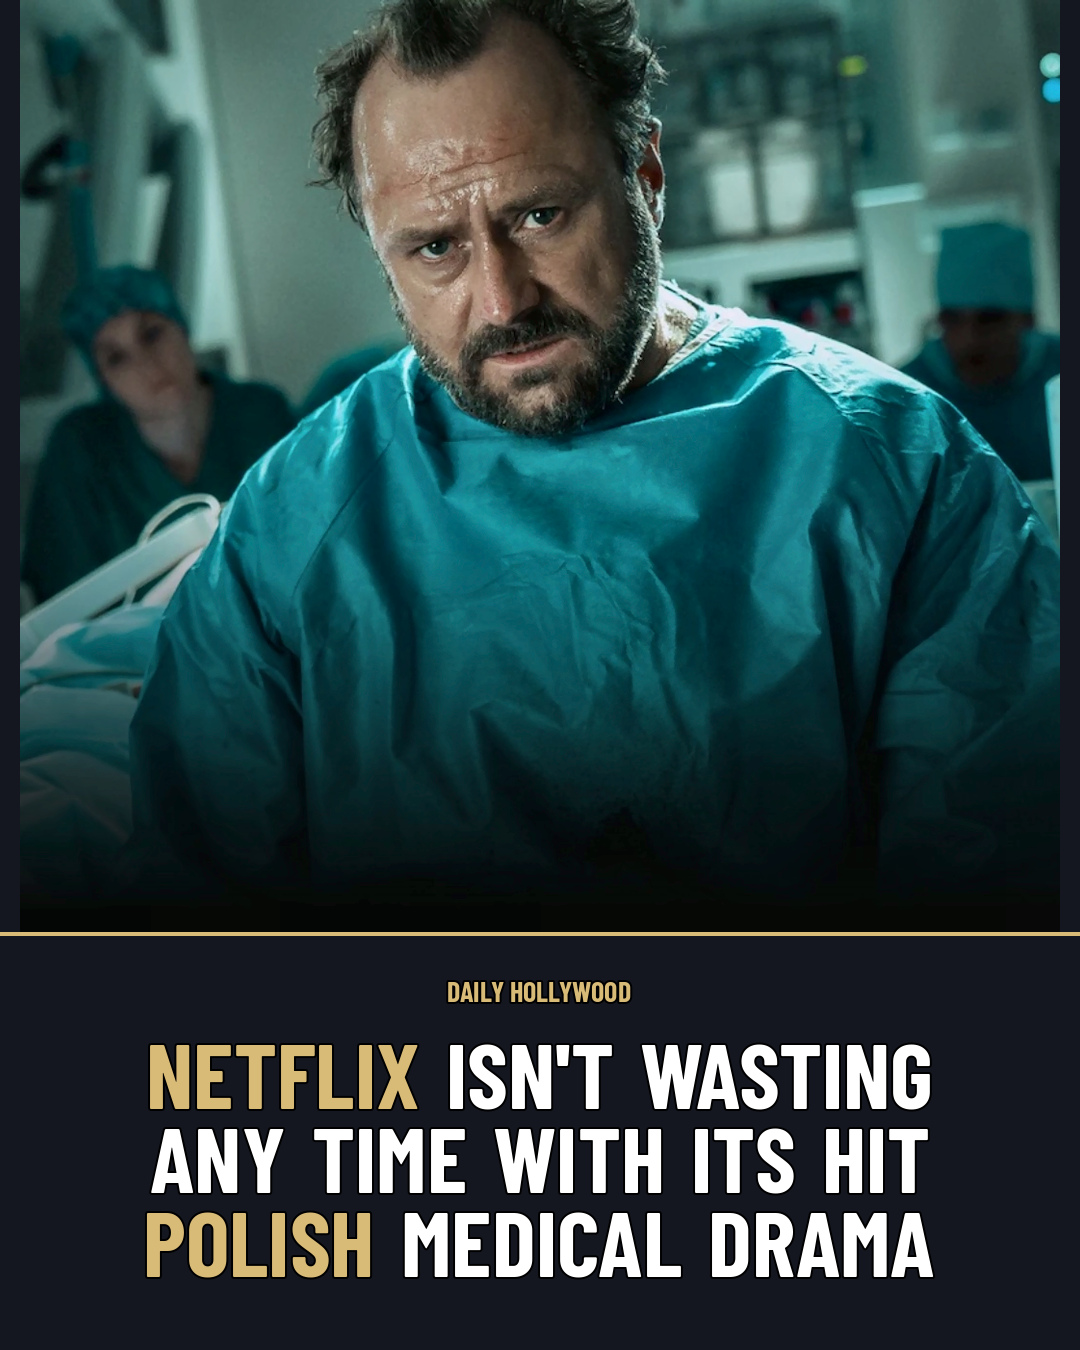 DAILY HOLLYWOOD
NETFLIX ISN'T WASTING
ANY TIME WITH ITS HIT
POLISH MEDICAL DRAMA